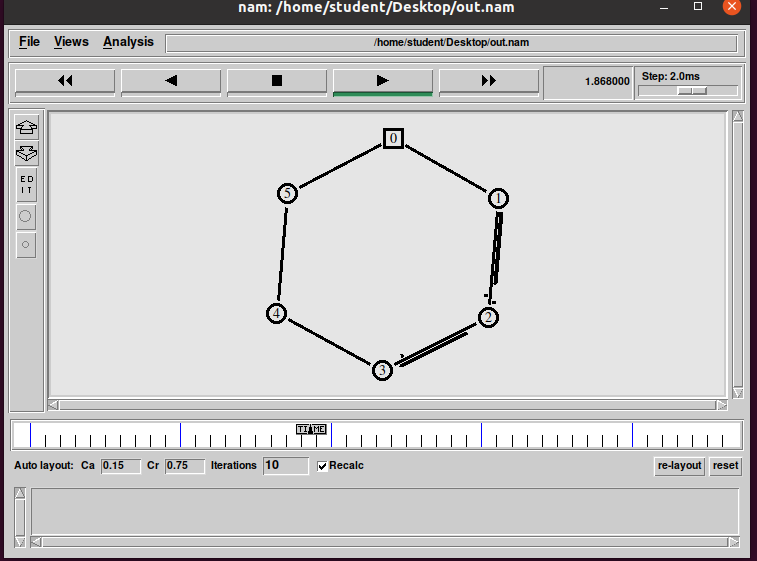 nam: /home/student/Desktop/out.nam
File Views Analysis /home/student/Desktop/out.nam
1.868000 Step: 2.0ms
ED
IT
0
5 1
4 2
3
TIME
Auto layout: Ca 0.15 Cr 0.75 Iterations 10 Recalc re-layout reset